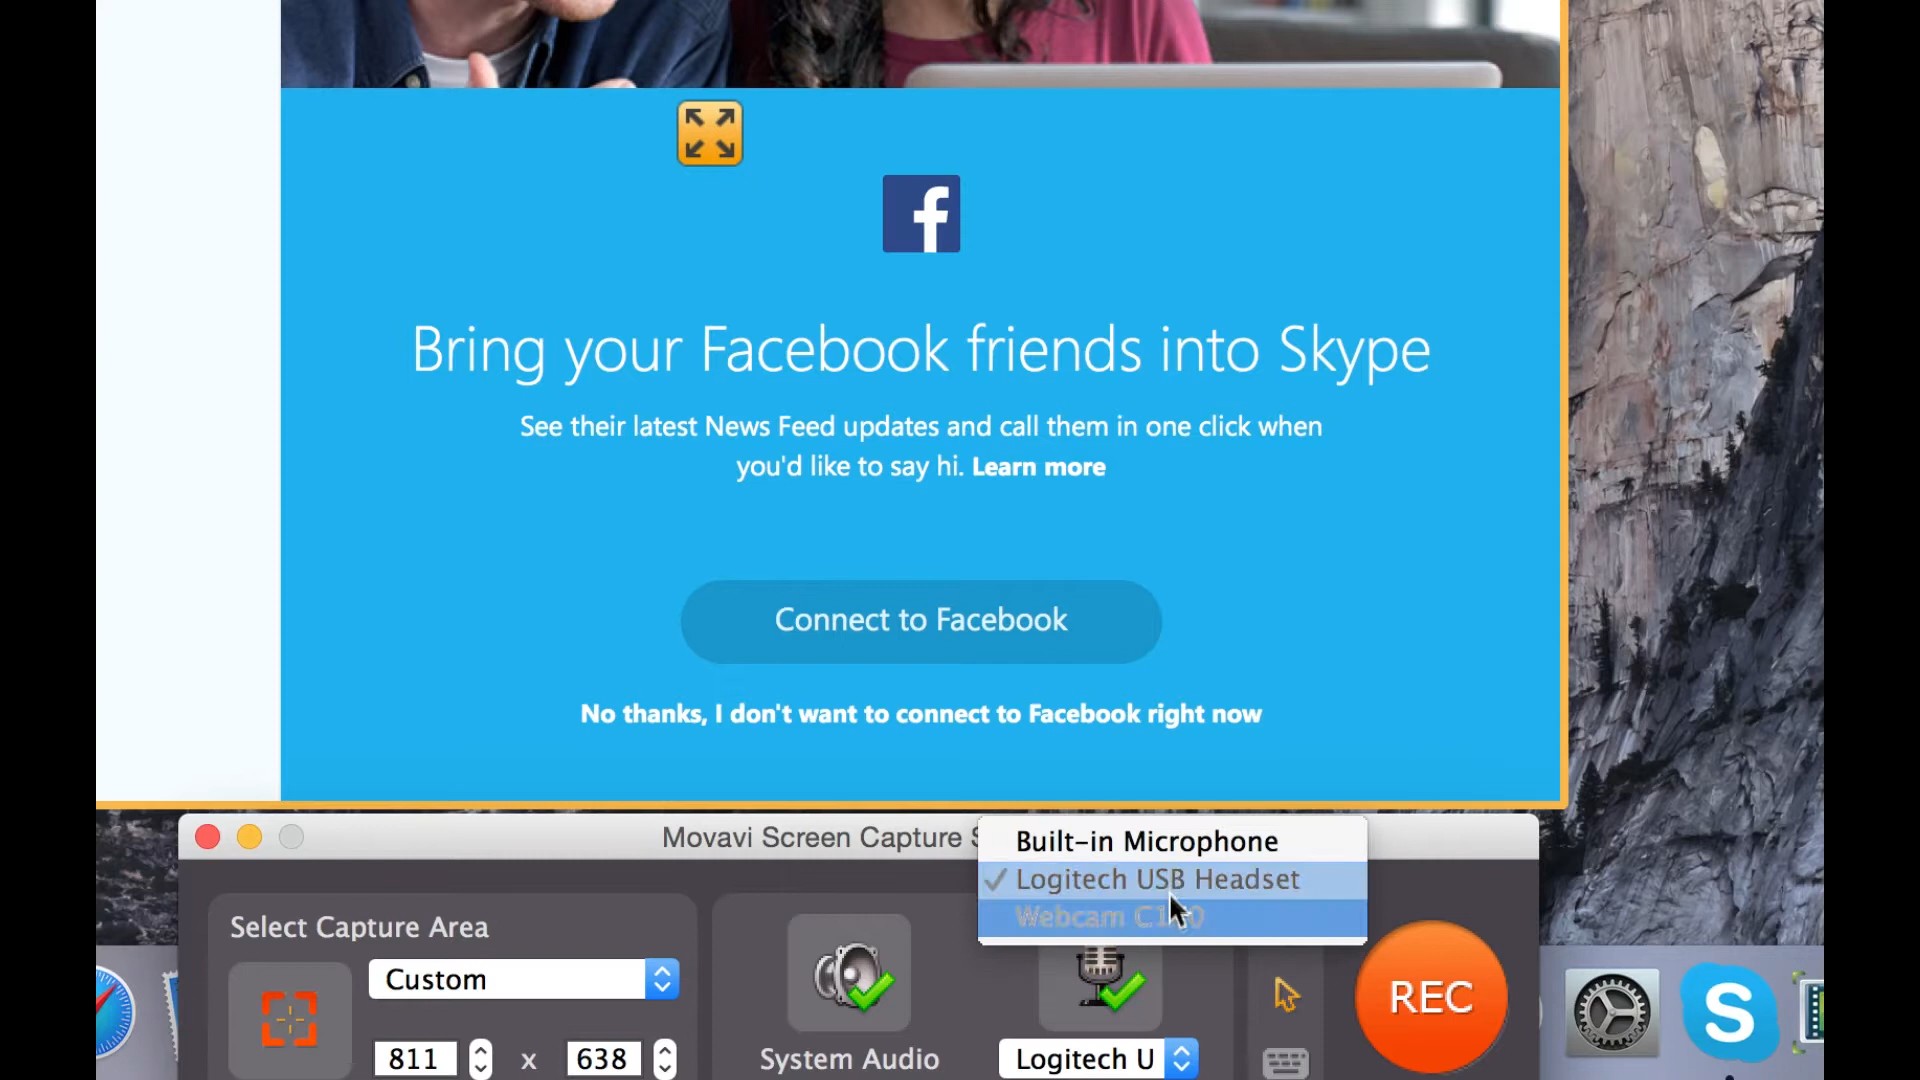 f
Bring your Facebook friends into Skype
See their latest News Feed updates and call them in one click when
you'd like to say hi. Learn more
Connect to Facebook
No thanks, I don't want to connect to Facebook right now
Movavi Screen Capture
Built-in Microphone
✓ Logitech USB Headset
Webcam
Select Capture Area
Custom
811 x 638
System Audio
Logitech U
REC
S